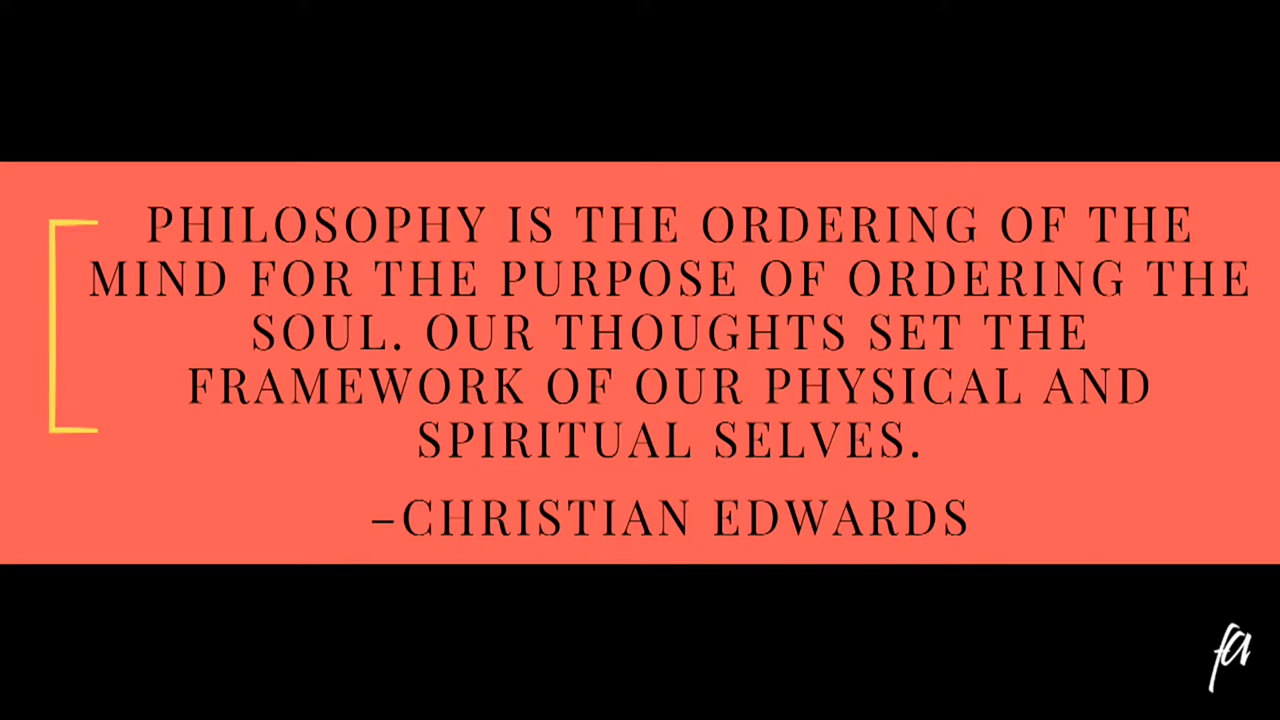 PHILOSOPHY IS THE ORDERING OF THE
MIND FOR THE PURPOSE OF ORDERING THE
SOUL. OUR THOUGHTS SET THE
FRAMEWORK OF OUR PHYSICAL AND
SPIRITUAL SELVES.
–CHRISTIAN EDWARDS
fa